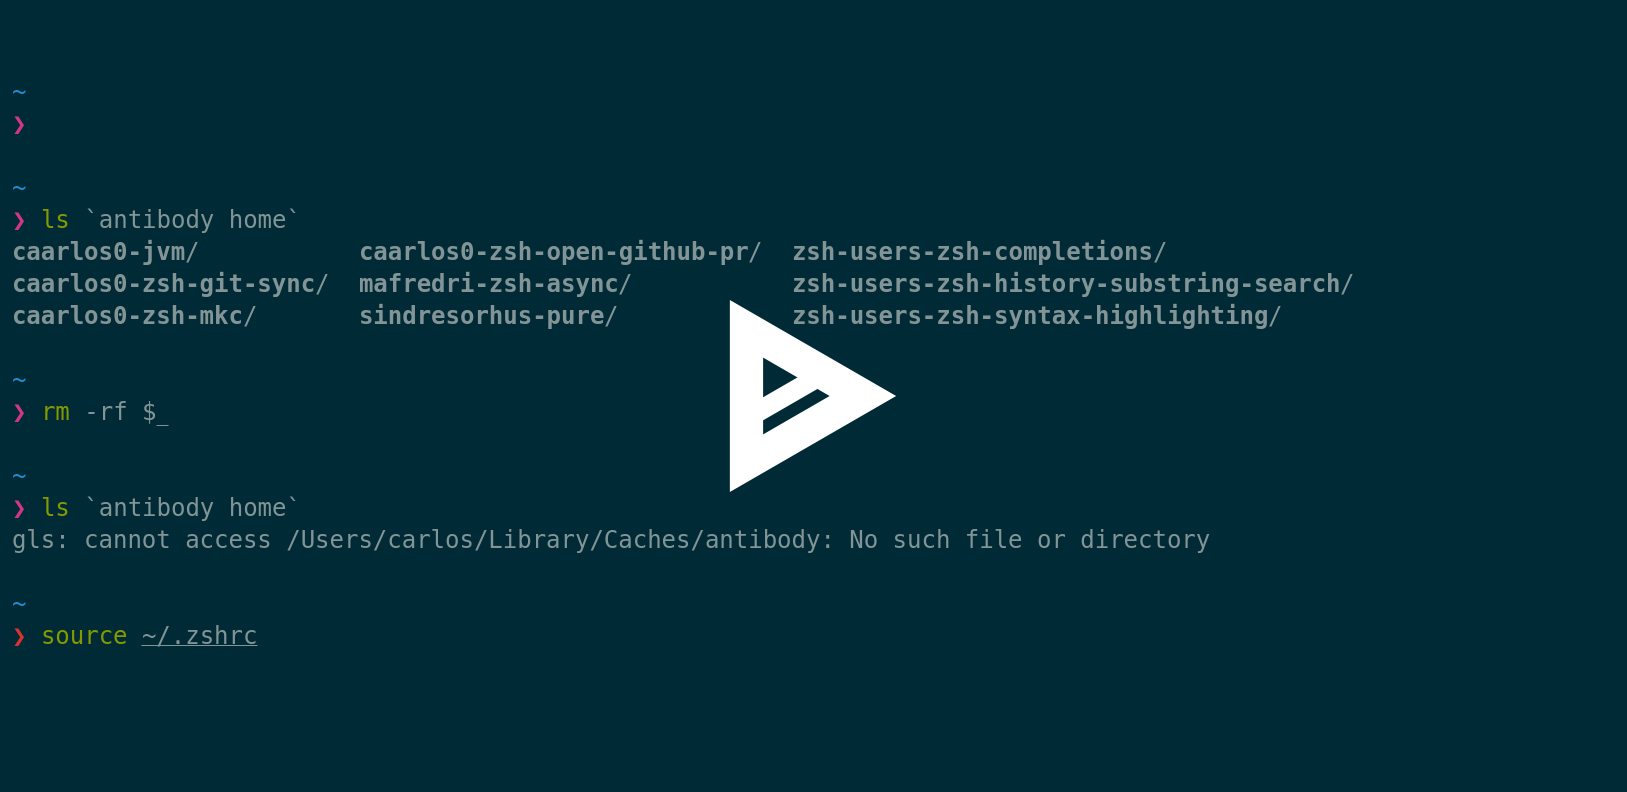 ~
❯
~
❯ ls `antibody home`
caarlos0-jvm/ caarlos0-zsh-open-github-pr/ zsh-users-zsh-completions/
caarlos0-zsh-git-sync/ mafredri-zsh-async/ zsh-users-zsh-history-substring-search/
caarlos0-zsh-mkc/ sindresorhus-pure/ zsh-users-zsh-syntax-highlighting/
~
❯ rm -rf $_
~
❯ ls `antibody home`
gls: cannot access /Users/carlos/Library/Caches/antibody: No such file or directory
~
❯ source ~/.zshrc